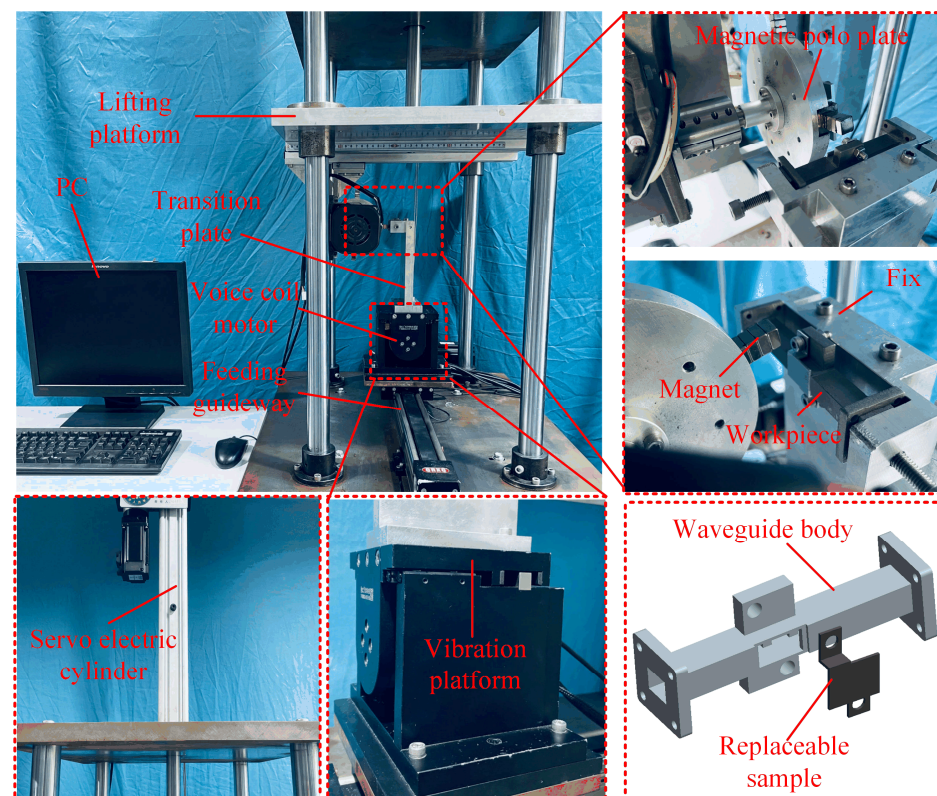 Lifting
platform
PC
Transition
plate
Voice coil
motor
Feeding
guideway
Magnetic polo plate
Fix
Magnet
Workpiece
Servo electric
cylinder
Vibration
platform
Waveguide body
Replaceable
sample